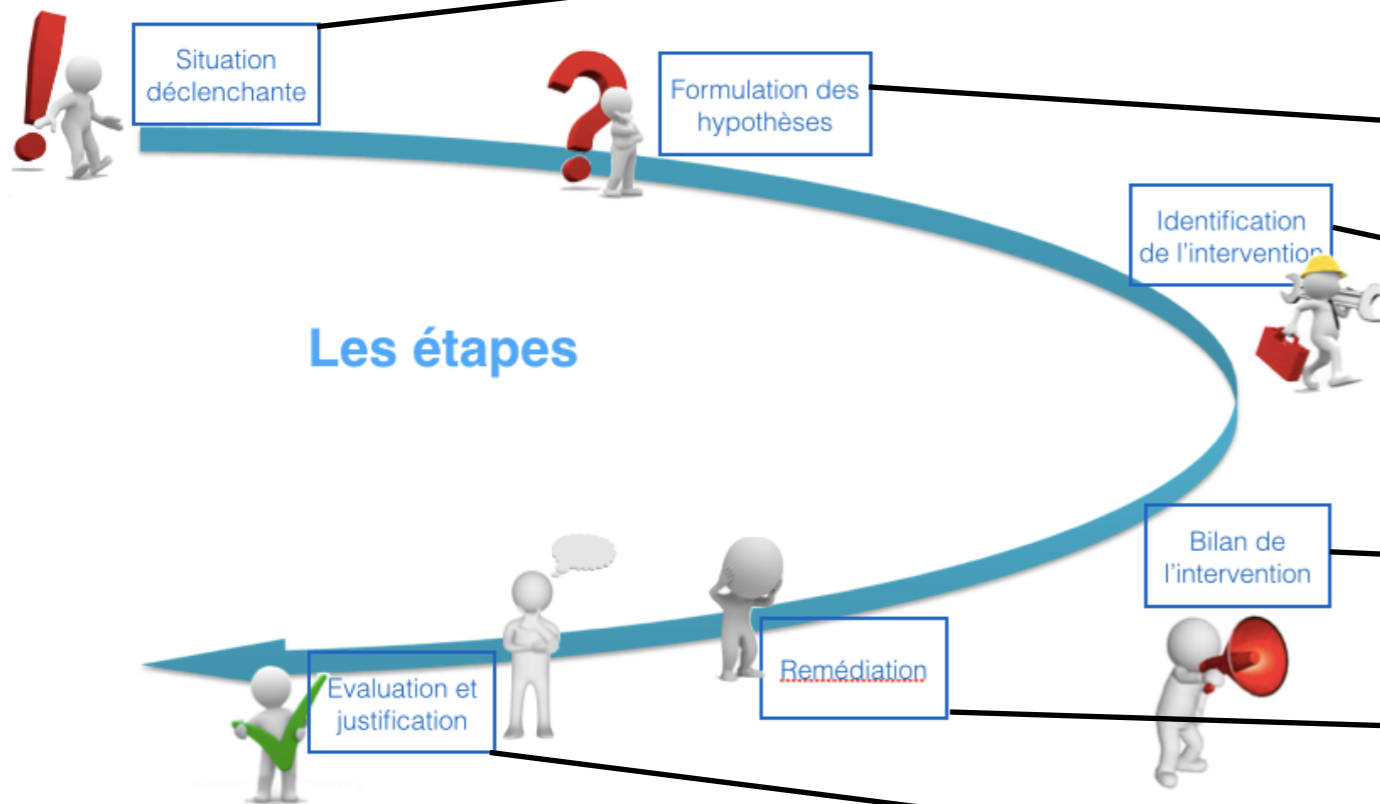 Situation
déclenchante
Formulation des
hypothèses
Identification
de l'intervention
Les étapes
Bilan de
l'intervention
Remédiation
Evaluation et
justification